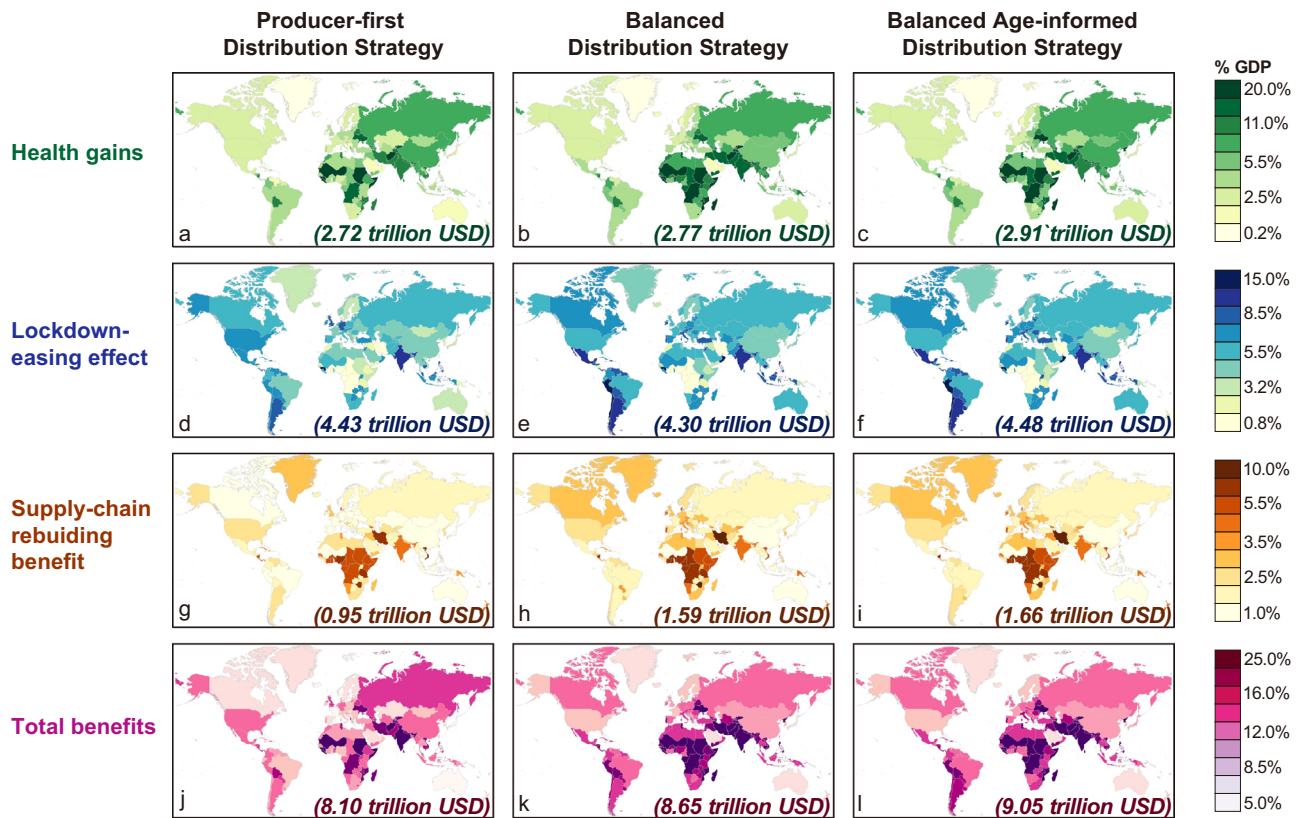 Producer-first
Distribution Strategy
Balanced
Distribution Strategy
Balanced Age-informed
Distribution Strategy
Health gains
a
(2.72 trillion USD)
b
(2.77 trillion USD)
c
(2.91`trillion USD)
% GDP
20.0%
11.0%
5.5%
2.5%
0.2%
Lockdown-
easing effect
d
(4.43 trillion USD)
e
(4.30 trillion USD)
f
(4.48 trillion USD)
15.0%
8.5%
5.5%
3.2%
0.8%
Supply-chain
rebuiding
benefit
g
(0.95 trillion USD)
h
(1.59 trillion USD)
i
(1.66 trillion USD)
10.0%
5.5%
3.5%
2.5%
1.0%
Total benefits
j
(8.10 trillion USD)
k
(8.65 trillion USD)
l
(9.05 trillion USD)
25.0%
16.0%
12.0%
8.5%
5.0%